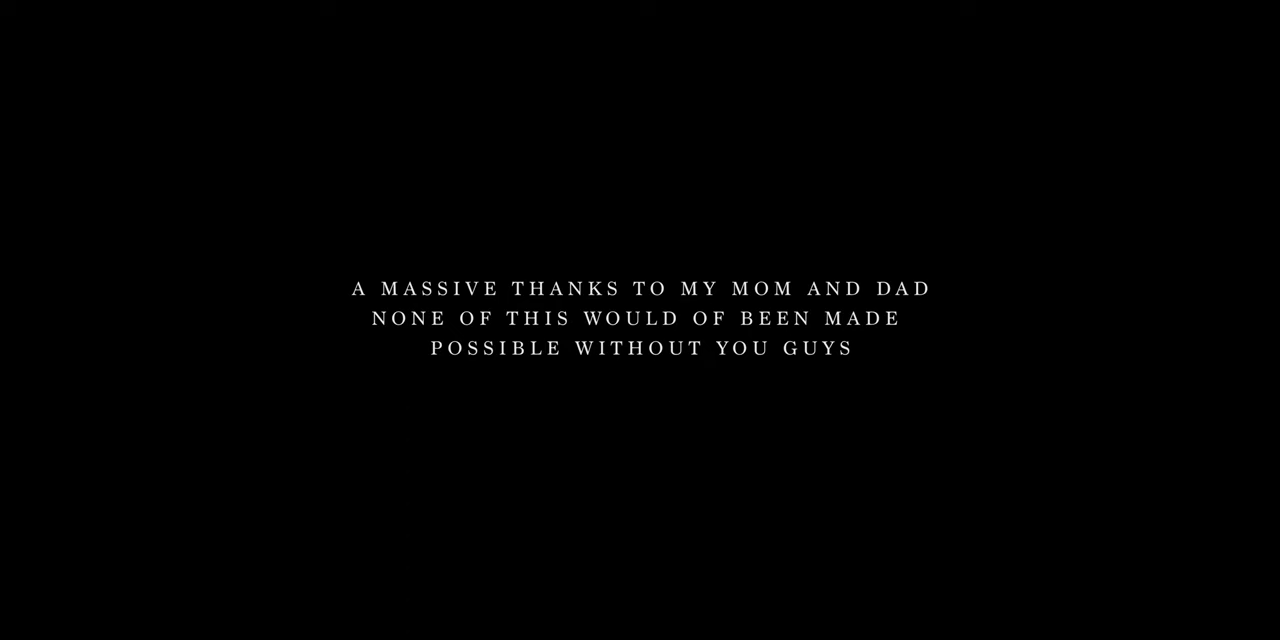 A MASSIVE THANKS TO MY MOM AND DAD
NONE OF THIS WOULD OF BEEN MADE
POSSIBLE WITHOUT YOU GUYS